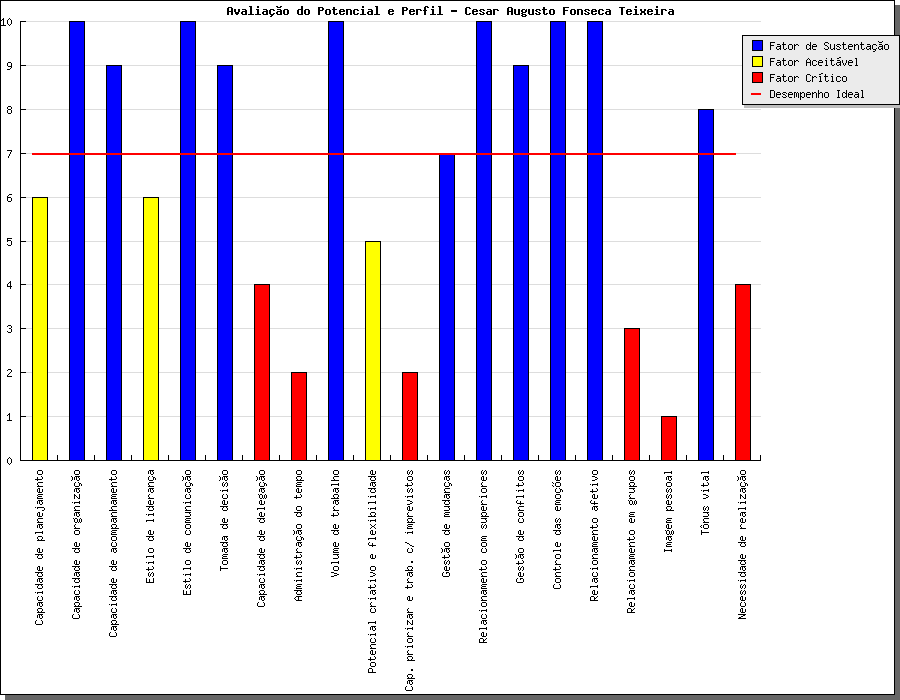 Avaliação do Potencial e Perfil - Cesar Augusto Fonseca Teixeira
Fator de Sustentação
Fator Aceitável
Fator Crítico
Desempenho Ideal
10
9
8
7
6
5
4
3
2
1
0
Capacidade de planejamento
Capacidade de organização
Capacidade de acompanhamento
Estilo de liderança
Estilo de comunicação
Tomada de decisão
Capacidade de delegação
Administração do tempo
Volume de trabalho
Potencial criativo e flexibilidade
Cap. priorizar e trab. c/ imprevistos
Gestão de mudanças
Relacionamento com superiores
Gestão de conflitos
Controle das emoções
Relacionamento afetivo
Relacionamento em grupos
Imagem pessoal
Tônus vital
Necessidade de realização